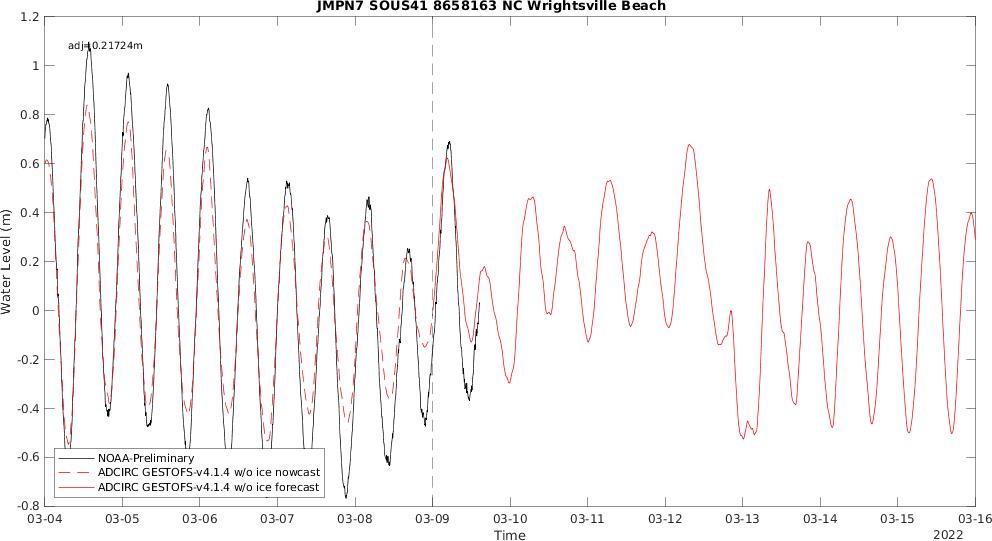 JMPN7 SOUS41 8658163 NC Wrightsville Beach
adj=0.21724m
1.2
1
0.8
0.6
0.4
0.2
0
-0.2
-0.4
-0.6
-0.8
Water Level (m)
NOAA-Preliminary
ADCIRC GESTOFS-v4.1.4 w/o ice nowcast
ADCIRC GESTOFS-v4.1.4 w/o ice forecast
03-04 03-05 03-06 03-07 03-08 03-09 03-10 03-11 03-12 03-13 03-14 03-15 03-16
Time
2022